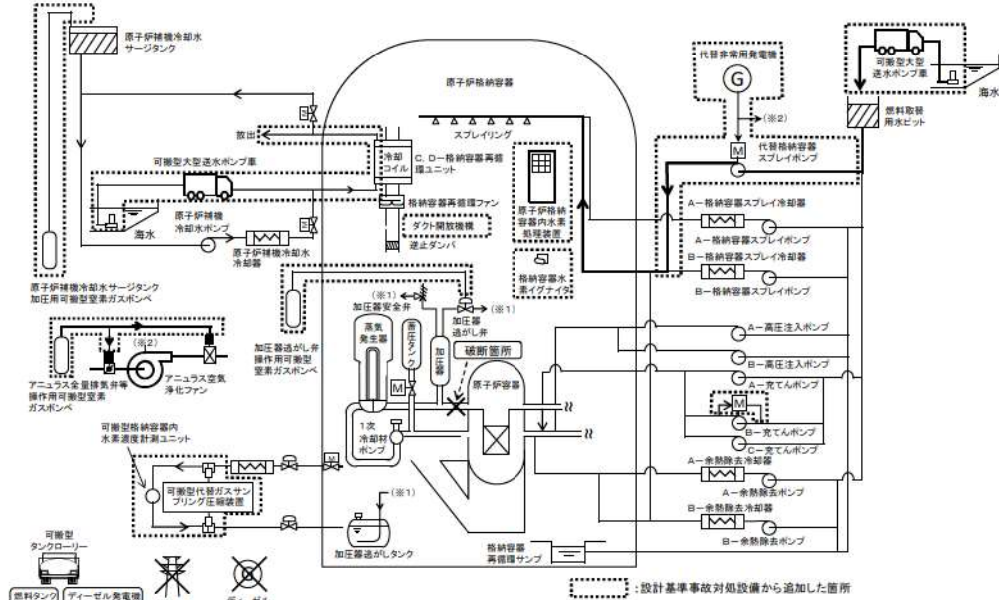 原子炉補機冷却水
サージタンク
原子炉格納容器
代替非常用発電機
G
(※2)
可搬型大型
送水ポンプ車
海水
燃料取替
用水ピット
M
代替格納容器
スプレイポンプ
スプレイリング
M
放出
冷却
コイル
C, D-格納容器再循
環ユニット
可搬型大型送水ポンプ車
格納容器再循環ファン
ダクト開放機構
逆止ダンパ
原子炉格納
容器内水素
処理装置
格納容器水
素イグナイタ
A-格納容器スプレイ冷却器
A-格納容器スプレイポンプ
B-格納容器スプレイ冷却器
B-格納容器スプレイポンプ
海水
原子炉補機
冷却水ポンプ
M
原子炉補機冷却水
冷却器
原子炉補機冷却水サージタンク
加圧用可搬型窒素ガスボンベ
(※1)
加圧器安全弁
(※1)
加圧器
逃がし弁
加圧器逃がし弁
操作用可搬型
窒素ガスボンベ
蒸気
発生器
蓄圧タンク
加圧器
破断箇所
原子炉容器
M
1次
冷却材
ポンプ
(※2)
アニュラス全量排気弁等
操作用可搬型窒素
ガスボンベ
アニュラス空気
浄化ファン
A-高圧注入ポンプ
B-高圧注入ポンプ
A-充てんポンプ
M
B-充てんポンプ
C-充てんポンプ
A-余熱除去冷却器
A-余熱除去ポンプ
B-余熱除去冷却器
B-余熱除去ポンプ
可搬型格納容器内
水素濃度計測ユニット
M
可搬型代替ガスサン
プリング圧縮装置
(※1)
加圧器逃がしタンク
格納容器
再循環サンプ
可搬型
タンクローリー
燃料タンク
ディーゼル発電機
:設計基準事故対処設備から追加した箇所